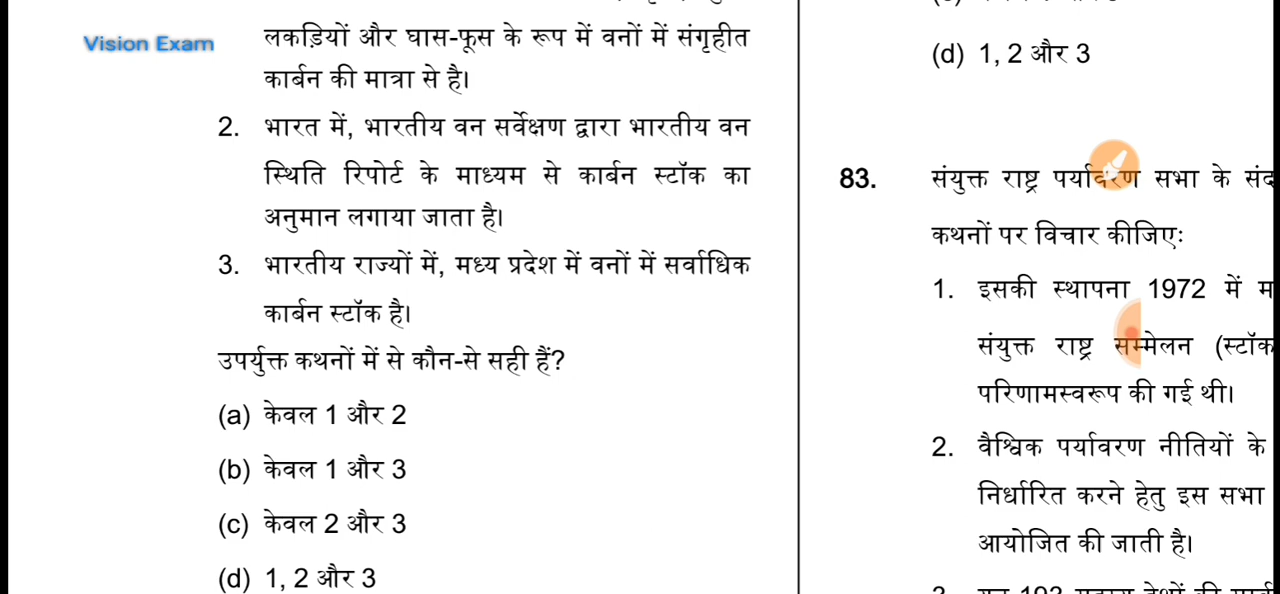 Vision Exam
लकड़ियों और घास-फूस के रूप में वनों में संगृहीत
कार्बन की मात्रा से है।
2. भारत में, भारतीय वन सर्वेक्षण द्वारा भारतीय वन
स्थिति रिपोर्ट के माध्यम से कार्बन स्टॉक का
अनुमान लगाया जाता है।
3. भारतीय राज्यों में, मध्य प्रदेश में वनों में सर्वाधिक
कार्बन स्टॉक है।
उपर्युक्त कथनों में से कौन-से सही हैं?
(a) केवल 1 और 2
(b) केवल 1 और 3
(c) केवल 2 और 3
(d) 1, 2 और 3
(d) 1, 2 और 3
83. संयुक्त राष्ट्र पर्यावरण सभा के
कथनों पर विचार कीजिए:
1. इसकी स्थापना 1972 में
संयुक्त राष्ट्र सम्मेलन
परिणामस्वरूप की गई थी।
2. वैश्विक पर्यावरण नीतियों के
निर्धारित करने हेतु इस सभा
आयोजित की जाती है।